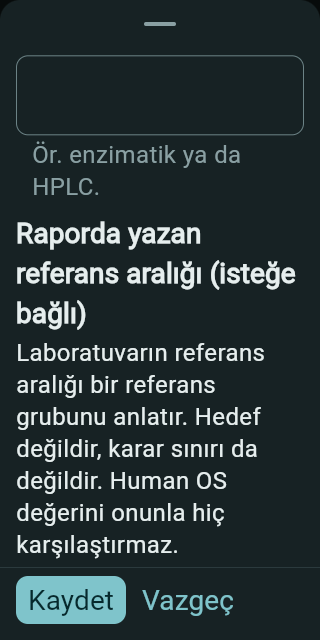 Ör. enzimatik ya da
HPLC.
Raporda yazan
referans aralığı (isteğe
bağlı)
Laboratuvarın referans
aralığı bir referans
grubunu anlatır. Hedef
değildir, karar sınırı da
değildir. Human OS
değerini onunla hiç
karşılaştırmaz.
Kaydet
Vazgeç